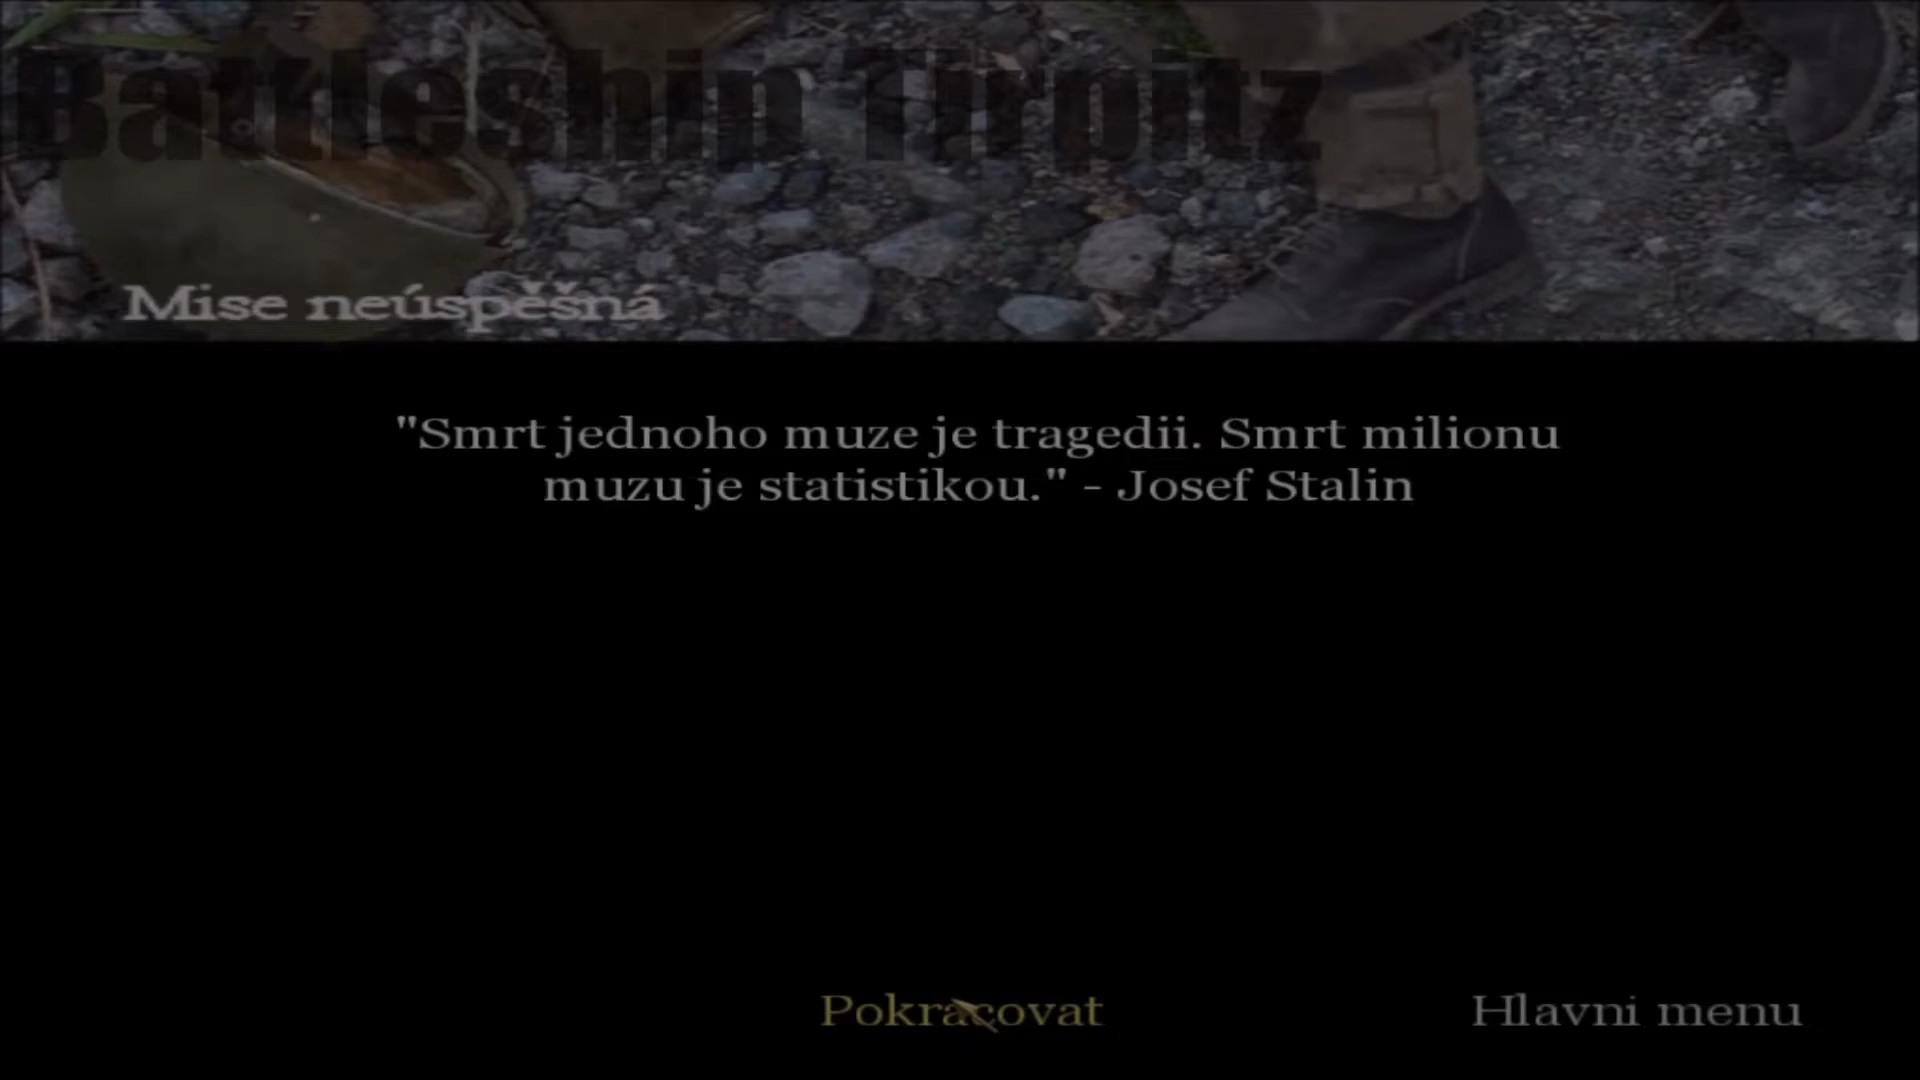 Battleship Tirpitz
Mise neúspěšná
"Smrt jednoho muze je tragedii. Smrt milionu
muzu je statistikou." - Josef Stalin
Pokracovat
Hlavni menu